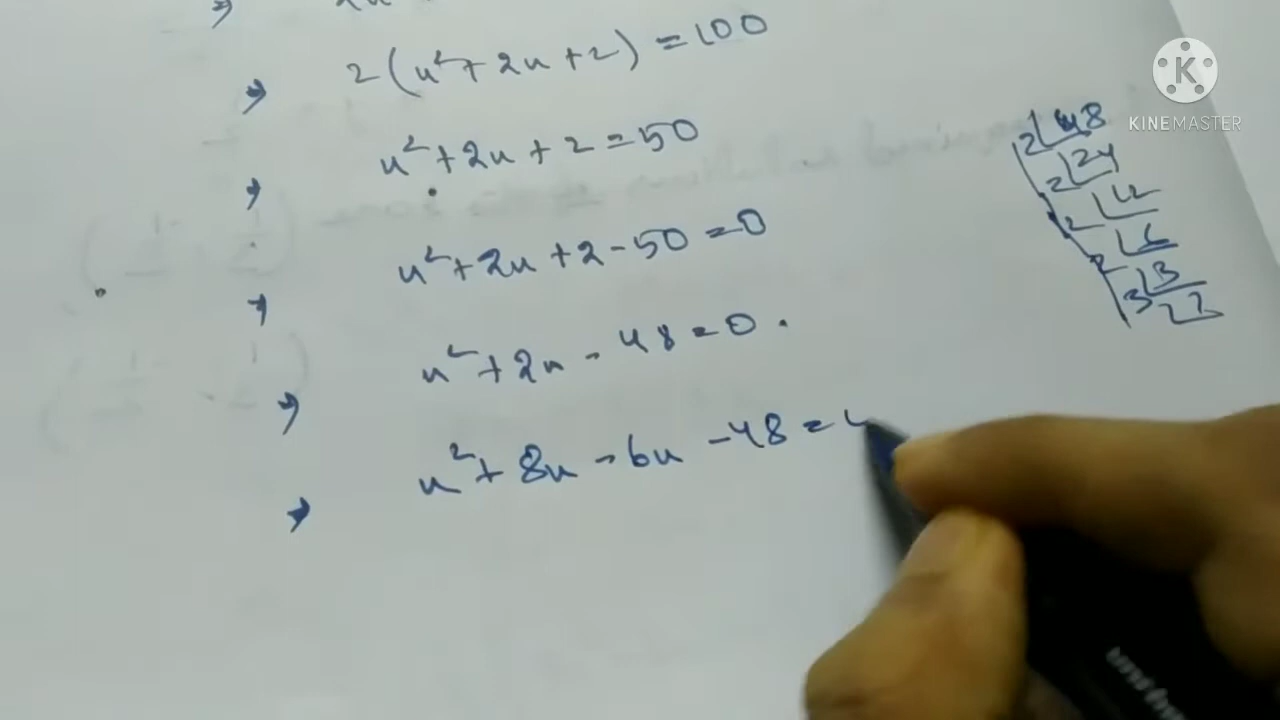 2(x²+2x+2)=100
x²+2x+2=50
x²+2x+2-50=0
x²+2x-48=0.
x²+8x-6x-48=
2 48
2 24
2 12
2 6
3 3
KINEMASTER